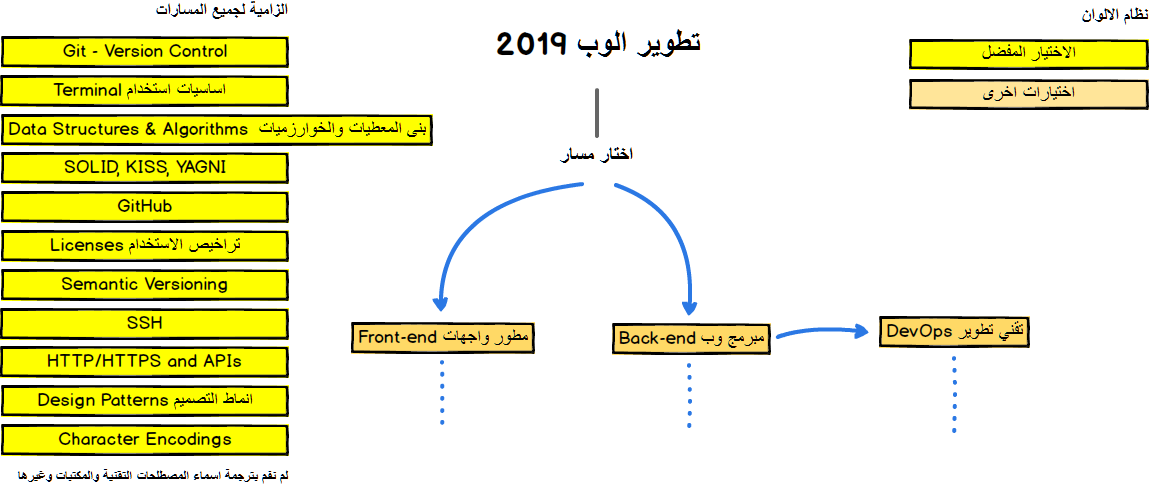 الزامية لجميع المسارات
Git - Version Control
اساسيات استخدام Terminal
بنى المعطيات والخوارزميات Data Structures & Algorithms
SOLID, KISS, YAGNI
GitHub
تراخيص الاستخدام Licenses
Semantic Versioning
SSH
HTTP/HTTPS and APIs
انماط التصميم Design Patterns
Character Encodings
لم نقم بترجمة اسماء المصطلحات التقنية والمكتبات وغيرها
تطوير الوب 2019
اختار مسار
مطور واجهات Front-end
مبرمج وب Back-end
تقني تطوير DevOps
نظام الالوان
الاختيار المفضل
اختيارات اخرى